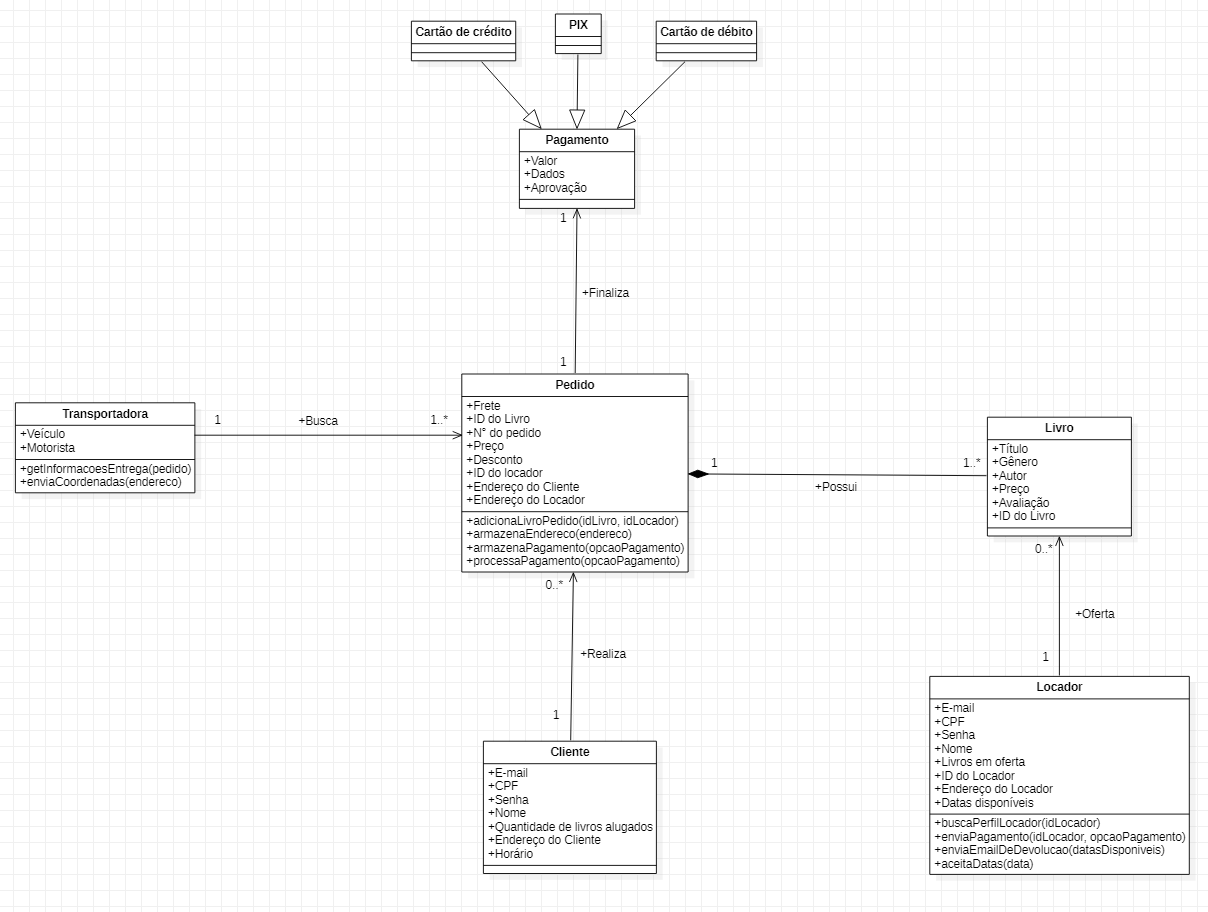 Cartão de crédito
PIX
Cartão de débito
Pagamento
+Valor
+Dados
+Aprovação
1
+Finaliza
1
Pedido
+Frete
+ID do Livro
+N° do pedido
+Preço
+Desconto
+ID do locador
+Endereço do Cliente
+Endereço do Locador
+adicionaLivroPedido(idLivro, idLocador)
+armazenaEndereco(endereco)
+armazenaPagamento(opcaoPagamento)
+processaPagamento(opcaoPagamento)
Transportadora
+Veículo
+Motorista
+getInformacoesEntrega(pedido)
+enviaCoordenadas(endereco)
1
+Busca
1..*
1
+Possui
1..*
Livro
+Título
+Gênero
+Autor
+Preço
+Avaliação
+ID do Livro
0..*
+Oferta
1
Locador
+E-mail
+CPF
+Senha
+Nome
+Livros em oferta
+ID do Locador
+Endereço do Locador
+Datas disponíveis
+buscaPerfilLocador(idLocador)
+enviaPagamento(idLocador, opcaoPagamento)
+enviaEmailDeDevolucao(datasDisponiveis)
+aceitaDatas(data)
0..*
+Realiza
1
Cliente
+E-mail
+CPF
+Senha
+Nome
+Quantidade de livros alugados
+Endereço do Cliente
+Horário